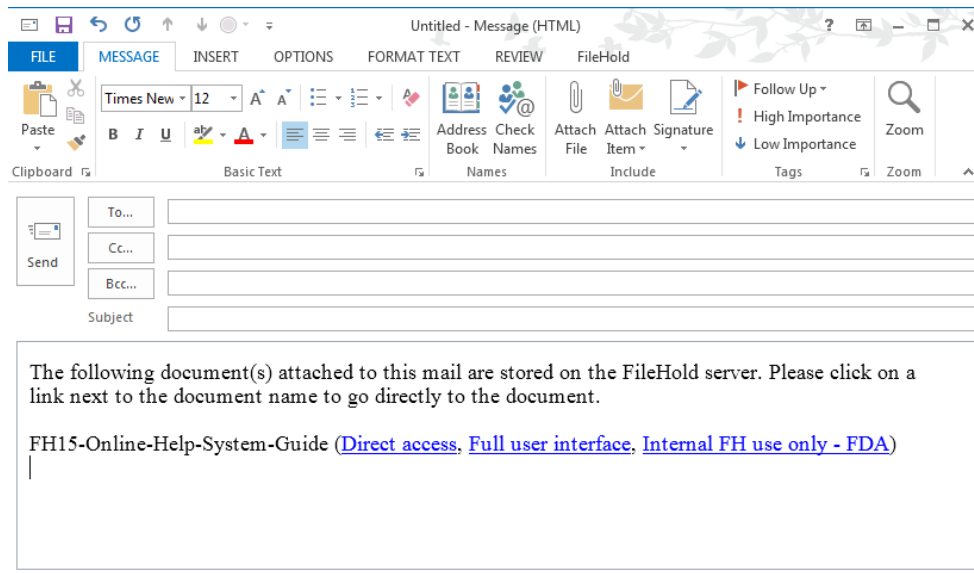 Untitled - Message (HTML)
FILE MESSAGE INSERT OPTIONS FORMAT TEXT REVIEW FileHold
Paste
Clipboard
Times New 12
B I U A
Basic Text
Address Book
Check Names
Names
Attach File
Attach Item
Signature
Include
Follow Up
High Importance
Low Importance
Tags
Zoom
Zoom
Send
To...
Cc...
Bcc...
Subject
The following document(s) attached to this mail are stored on the FileHold server. Please click on a
link next to the document name to go directly to the document.
FH15-Online-Help-System-Guide (Direct access, Full user interface, Internal FH use only - FDA)